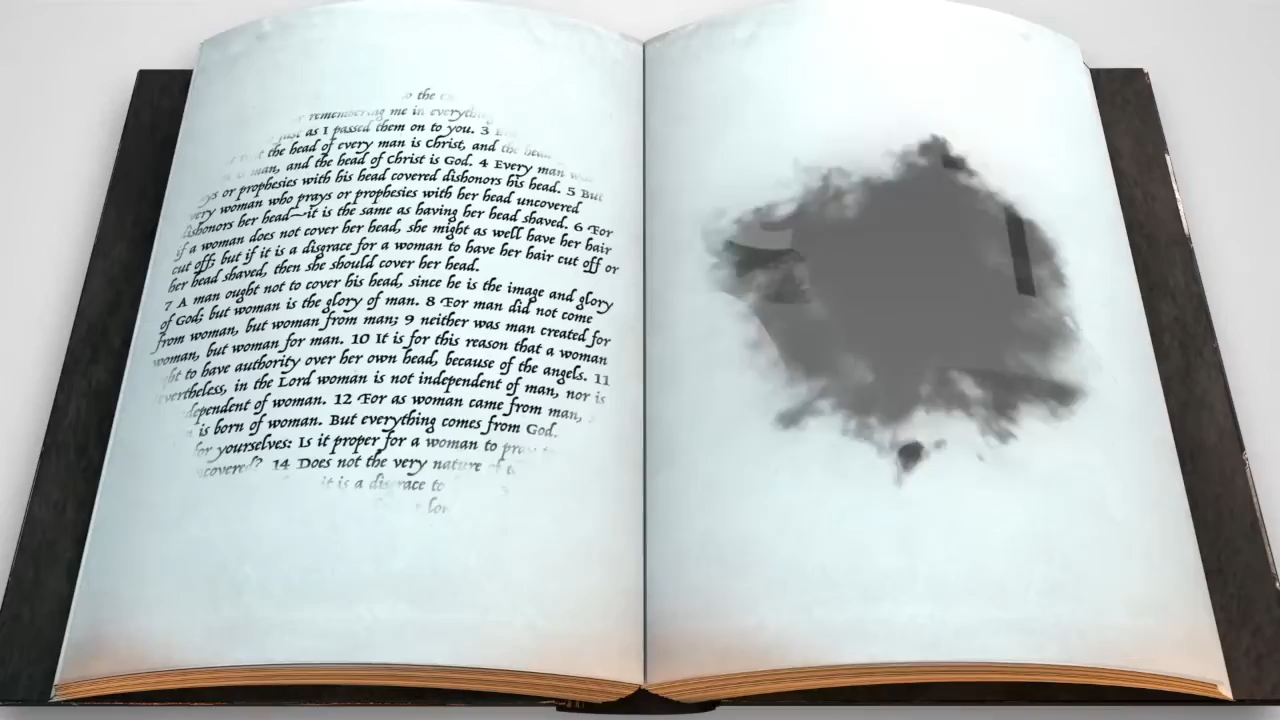 to the
remembering me in everything
just as I passed them on to you. 3
that the head of every man is Christ, and the head
man, and the head of Christ is God. 4 Every man who
or prophesies with his head covered dishonors his head. 5 But
very woman who prays or prophesies with her head uncovered
dishonors her head—it is the same as having her head shaved. 6 For
if a woman does not cover her head, she might as well have her hair
cut off; but if it is a disgrace for a woman to have her hair cut off or
her head shaved, then she should cover her head.
7 A man ought not to cover his head, since he is the image and glory
of God; but woman is the glory of man. 8 For man did not come
from woman, but woman from man; 9 neither was man created for
woman, but woman for man. 10 It is for this reason that a woman
to have authority over her own head, because of the angels. 11
vertheless, in the Lord woman is not independent of man, nor is
dependent of woman. 12 For as woman came from man,
is born of woman. But everything comes from God.
for yourselves: Is it proper for a woman to pray
ncovered? 14 Does not the very nature of
it is a disgrace to